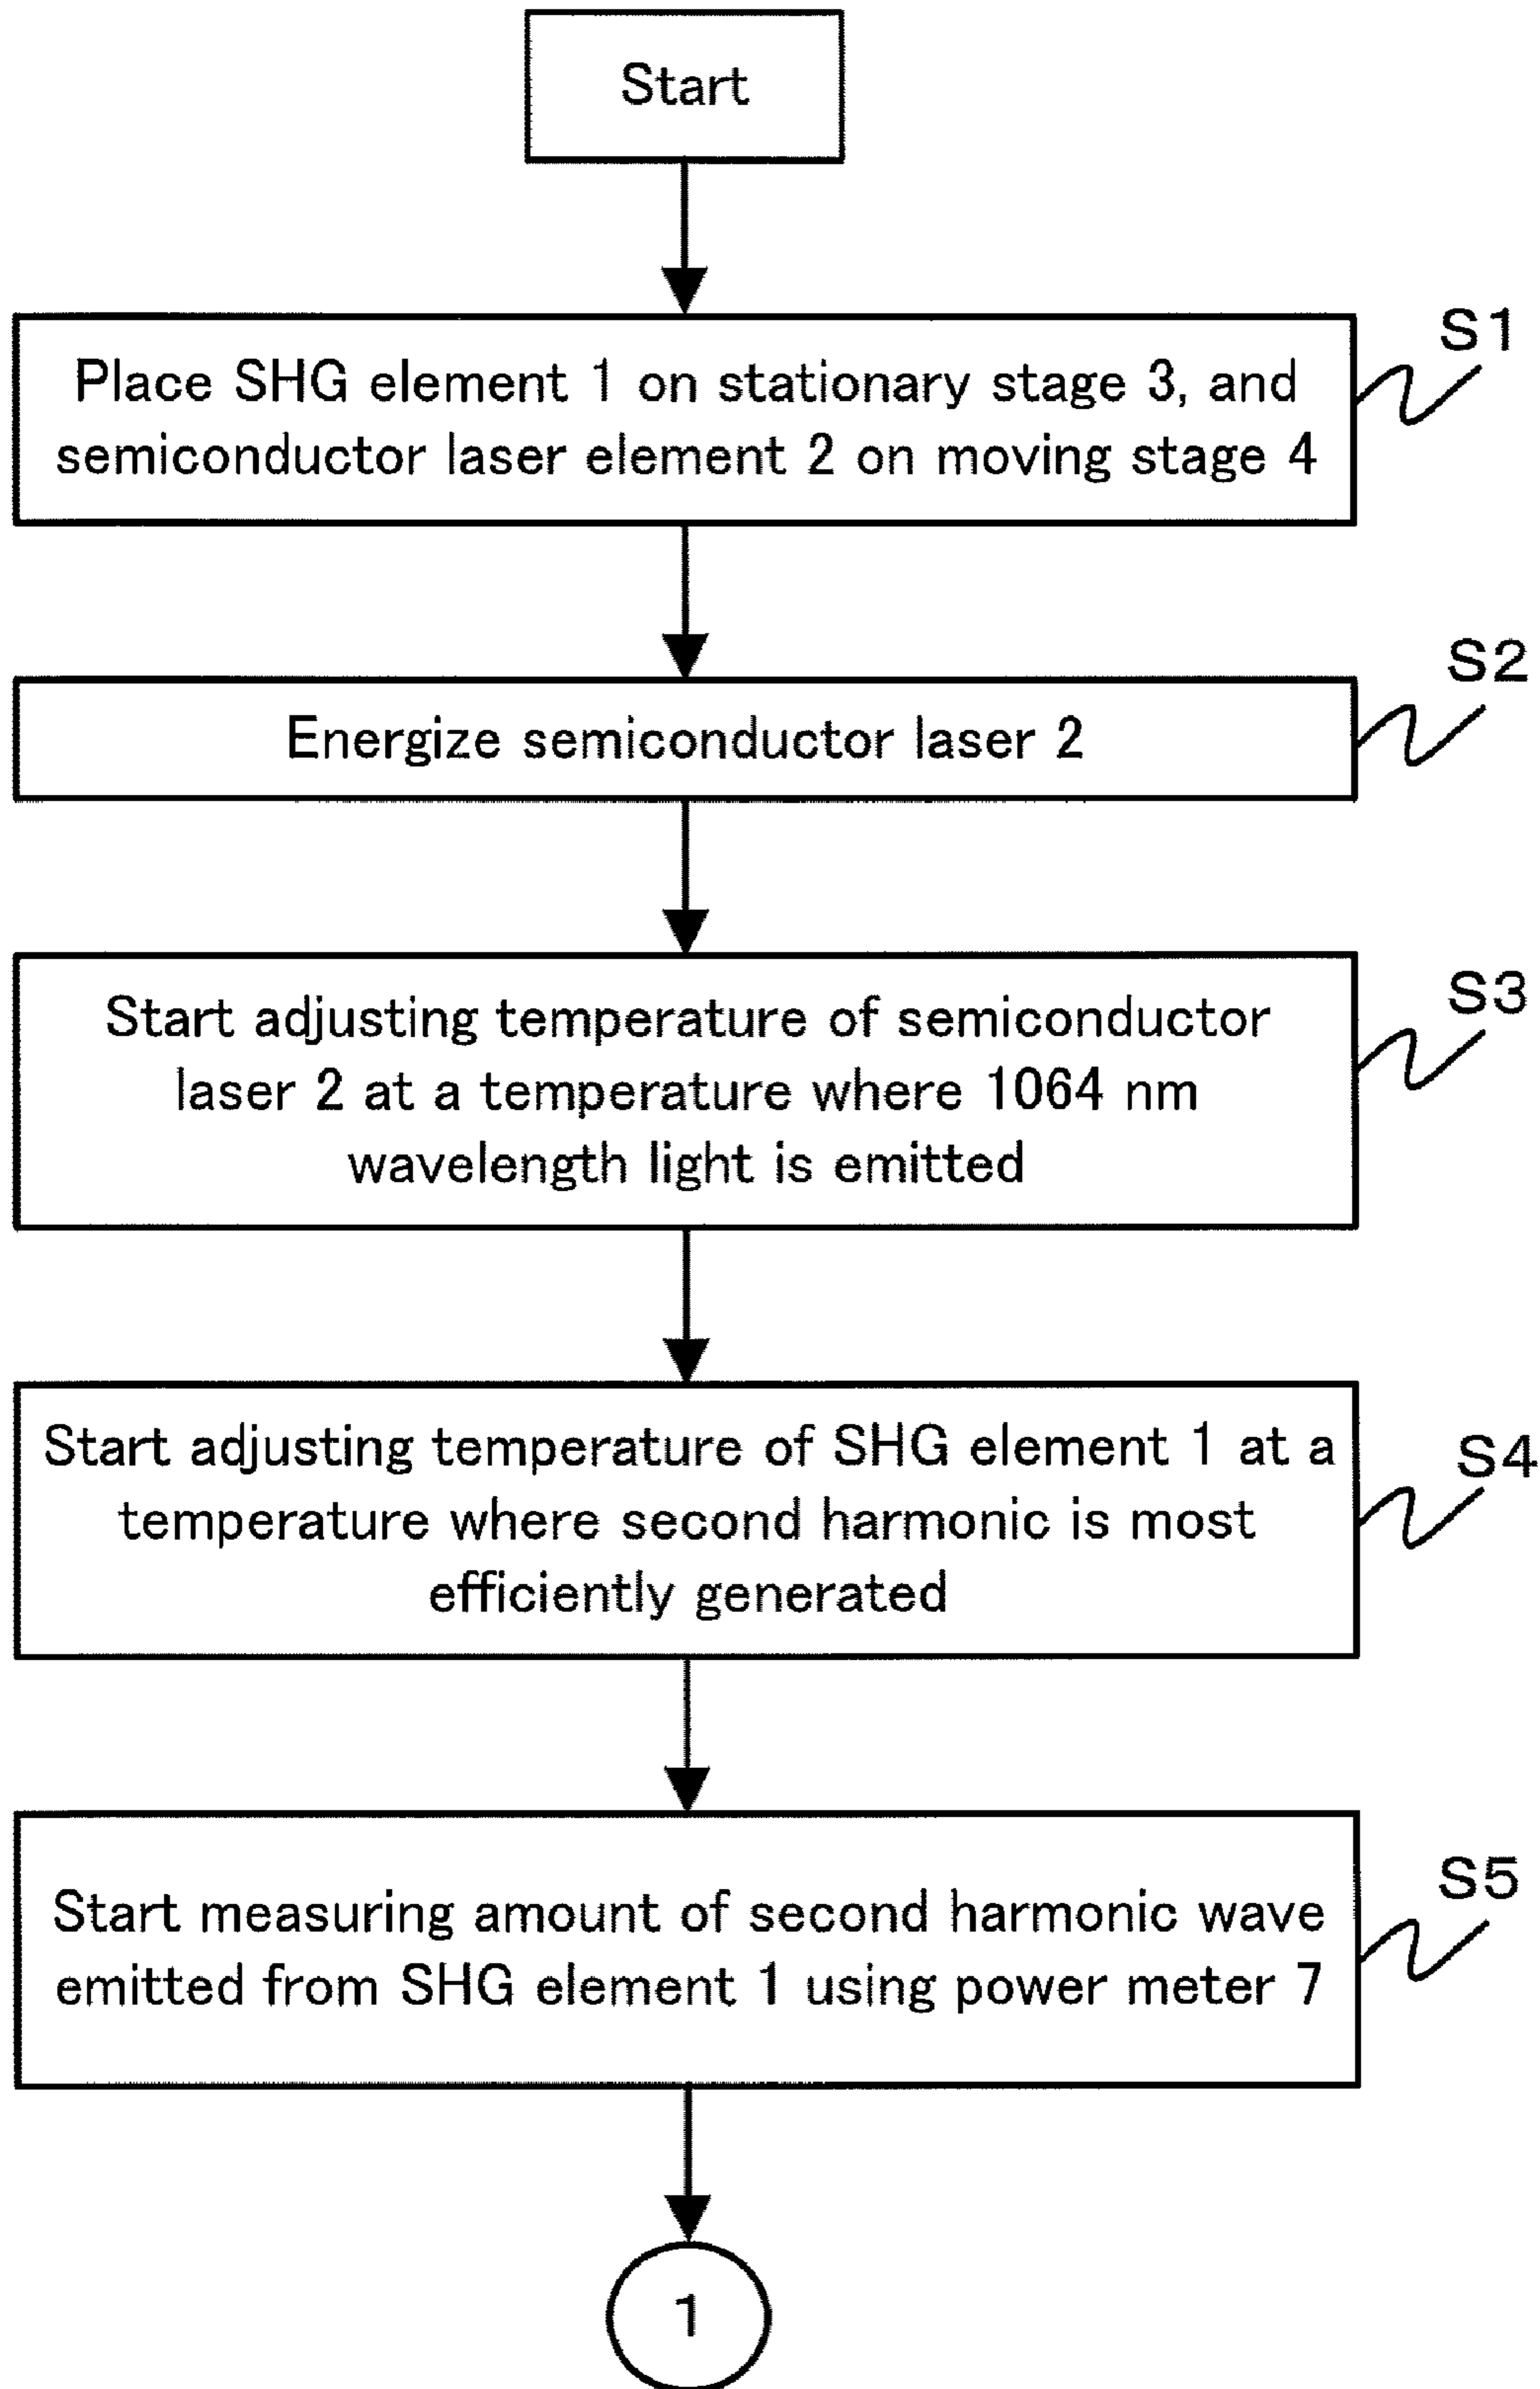 Start
S1
Place SHG element 1 on stationary stage 3, and
semiconductor laser element 2 on moving stage 4
S2
Energize semiconductor laser 2
S3
Start adjusting temperature of semiconductor
laser 2 at a temperature where 1064 nm
wavelength light is emitted
S4
Start adjusting temperature of SHG element 1 at a
temperature where second harmonic is most
efficiently generated
S5
Start measuring amount of second harmonic wave
emitted from SHG element 1 using power meter 7
1